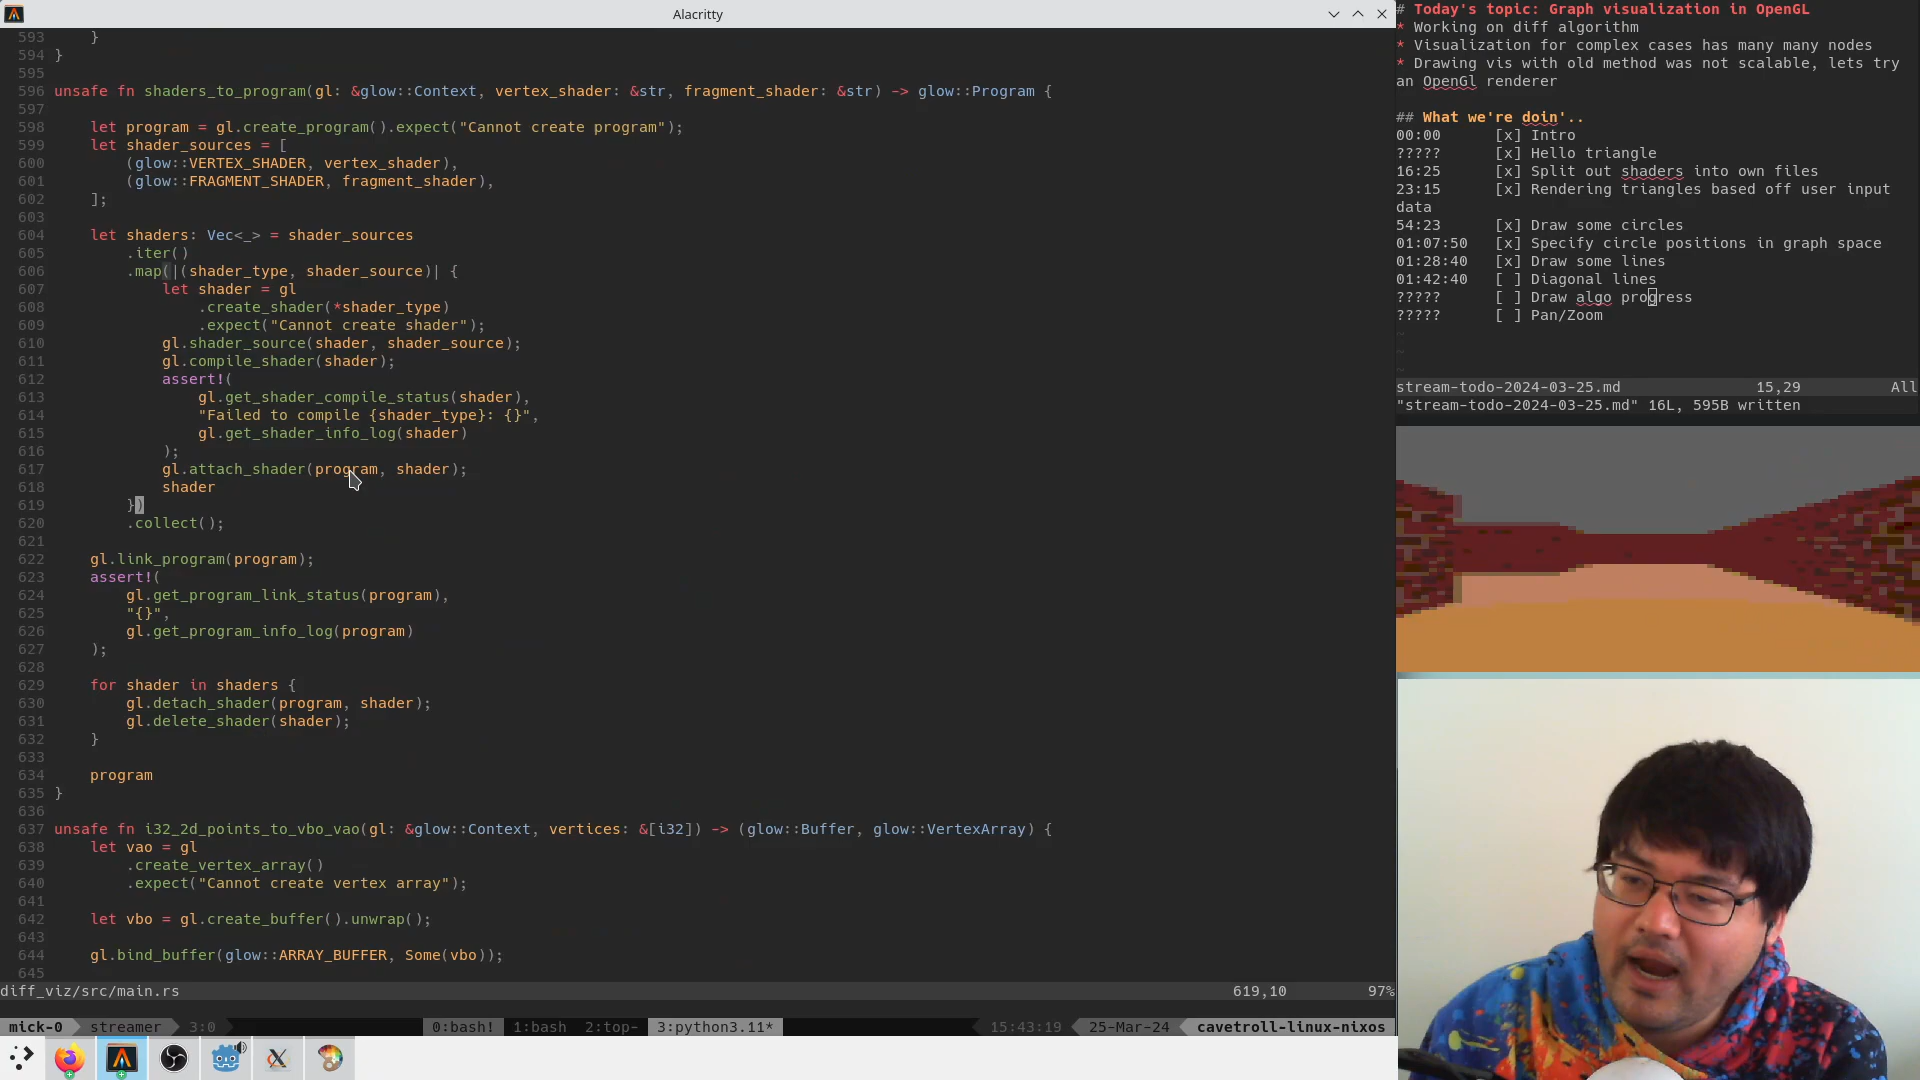 Alacritty
593     }
594 }
595
596 unsafe fn shaders_to_program(gl: &glow::Context, vertex_shader: &str, fragment_shader: &str) -> glow::Program {
597
598     let program = gl.create_program().expect("Cannot create program");
599     let shader_sources = [
600         (glow::VERTEX_SHADER, vertex_shader),
601         (glow::FRAGMENT_SHADER, fragment_shader),
602     ];
603
604     let shaders: Vec<_> = shader_sources
605         .iter()
606         .map(|(shader_type, shader_source)| {
607             let shader = gl
608                 .create_shader(*shader_type)
609                 .expect("Cannot create shader");
610             gl.shader_source(shader, shader_source);
611             gl.compile_shader(shader);
612             assert!(
613                 gl.get_shader_compile_status(shader),
614                 "Failed to compile {shader_type}: {}",
615                 gl.get_shader_info_log(shader)
616             );
617             gl.attach_shader(program, shader);
618             shader
619         })
620         .collect();
621
622     gl.link_program(program);
623     assert!(
624         gl.get_program_link_status(program),
625         "{}",
626         gl.get_program_info_log(program)
627     );
628
629     for shader in shaders {
630         gl.detach_shader(program, shader);
631         gl.delete_shader(shader);
632     }
633
634     program
635 }
636
637 unsafe fn i32_2d_points_to_vbo_vao(gl: &glow::Context, vertices: &[i32]) -> (glow::Buffer, glow::VertexArray) {
638     let vao = gl
639         .create_vertex_array()
640         .expect("Cannot create vertex array");
641
642     let vbo = gl.create_buffer().unwrap();
643
644     gl.bind_buffer(glow::ARRAY_BUFFER, Some(vbo));
645
diff_viz/src/main.rs 619,10 97%
mick-0 streamer 3:0 0:bash! 1:bash 2:top- 3:python3.11* 15:43:19 25-Mar-24 cavetroll-linux-nixos
# Today's topic: Graph visualization in OpenGL
* Working on diff algorithm
* Visualization for complex cases has many many nodes
* Drawing vis with old method was not scalable, lets try
an OpenGl renderer
## What we're doin'..
00:00 [x] Intro
????? [x] Hello triangle
16:25 [x] Split out shaders into own files
23:15 [x] Rendering triangles based off user input
data
54:23 [x] Draw some circles
01:07:50 [x] Specify circle positions in graph space
01:28:40 [x] Draw some lines
01:42:40 [ ] Diagonal lines
????? [ ] Draw algo progress
????? [ ] Pan/Zoom
~
~
~
stream-todo-2024-03-25.md 15,29 All
"stream-todo-2024-03-25.md" 16L, 595B written